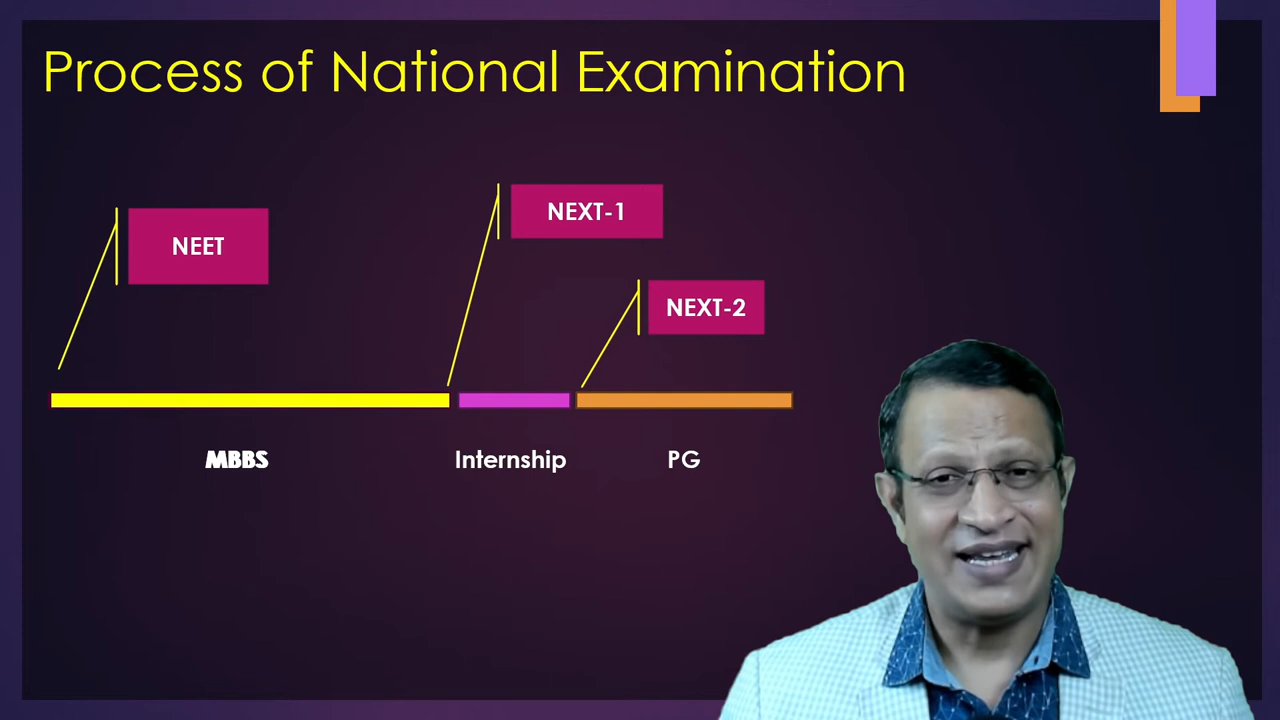 Process of National Examination
NEET
NEXT-1
NEXT-2
MBBS
Internship
PG